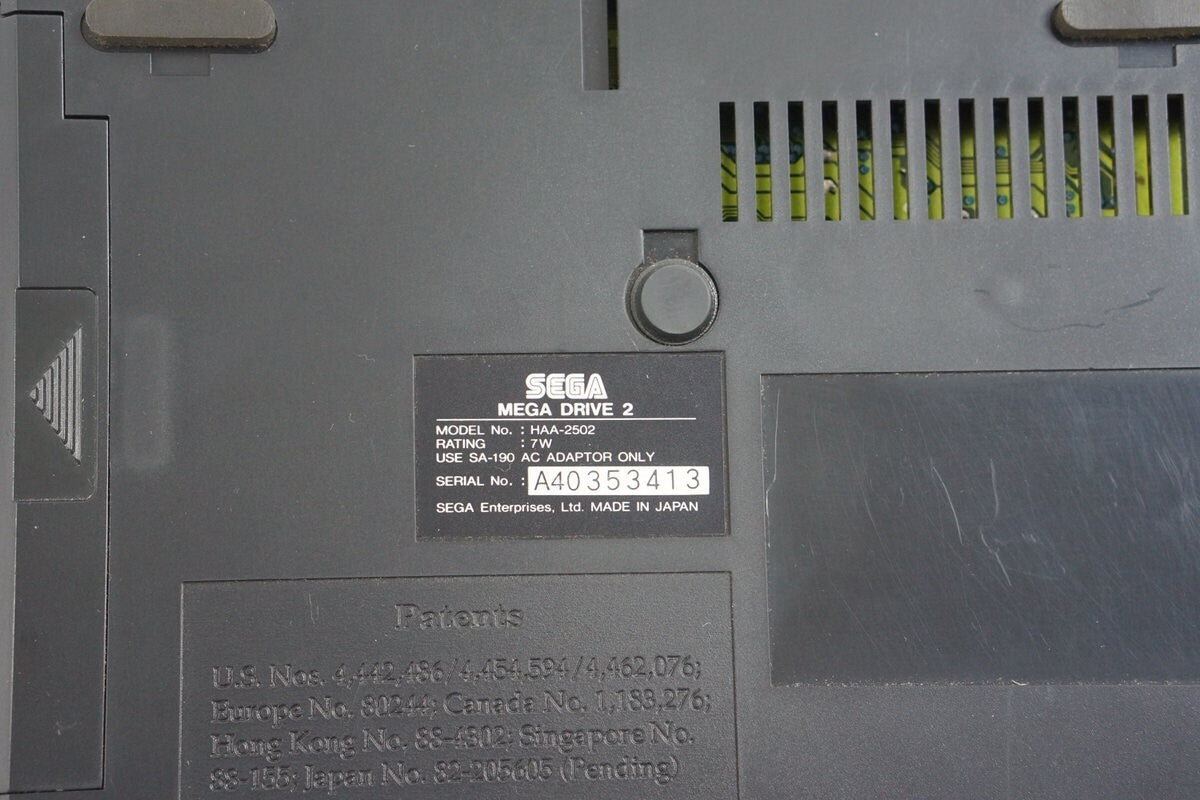 SEGA
MEGA DRIVE 2
MODEL No. : HAA-2502
RATING : 7W
USE SA-190 AC ADAPTOR ONLY
SERIAL No. : A40353413
SEGA Enterprises, Ltd. MADE IN JAPAN
Patents
U.S. Nos. 4,442,486/4,454,594/4,462,076;
Europe No. 80244; Canada No. 1,183,276;
Hong Kong No. 88-4302; Singapore No.
88-155; Japan No. 82-205605 (Pending)